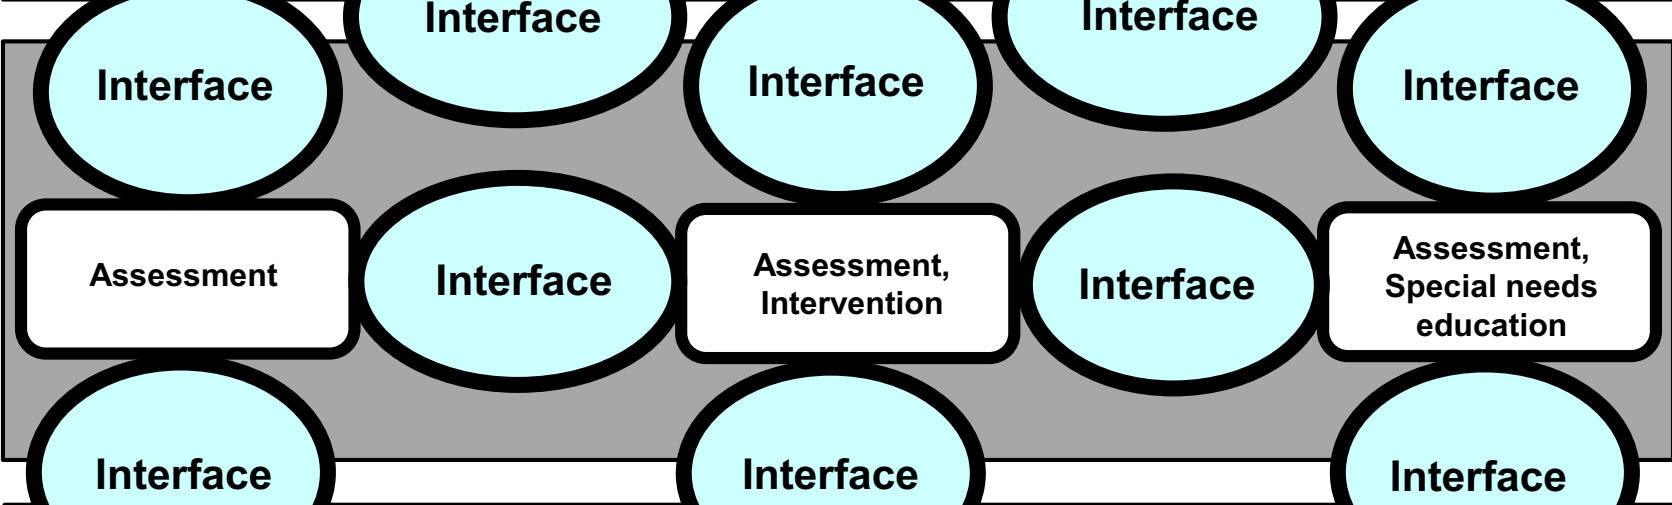 Interface
Interface
Interface
Interface
Interface
Assessment
Interface
Assessment,
Intervention
Interface
Assessment,
Special needs
education
Interface
Interface
Interface